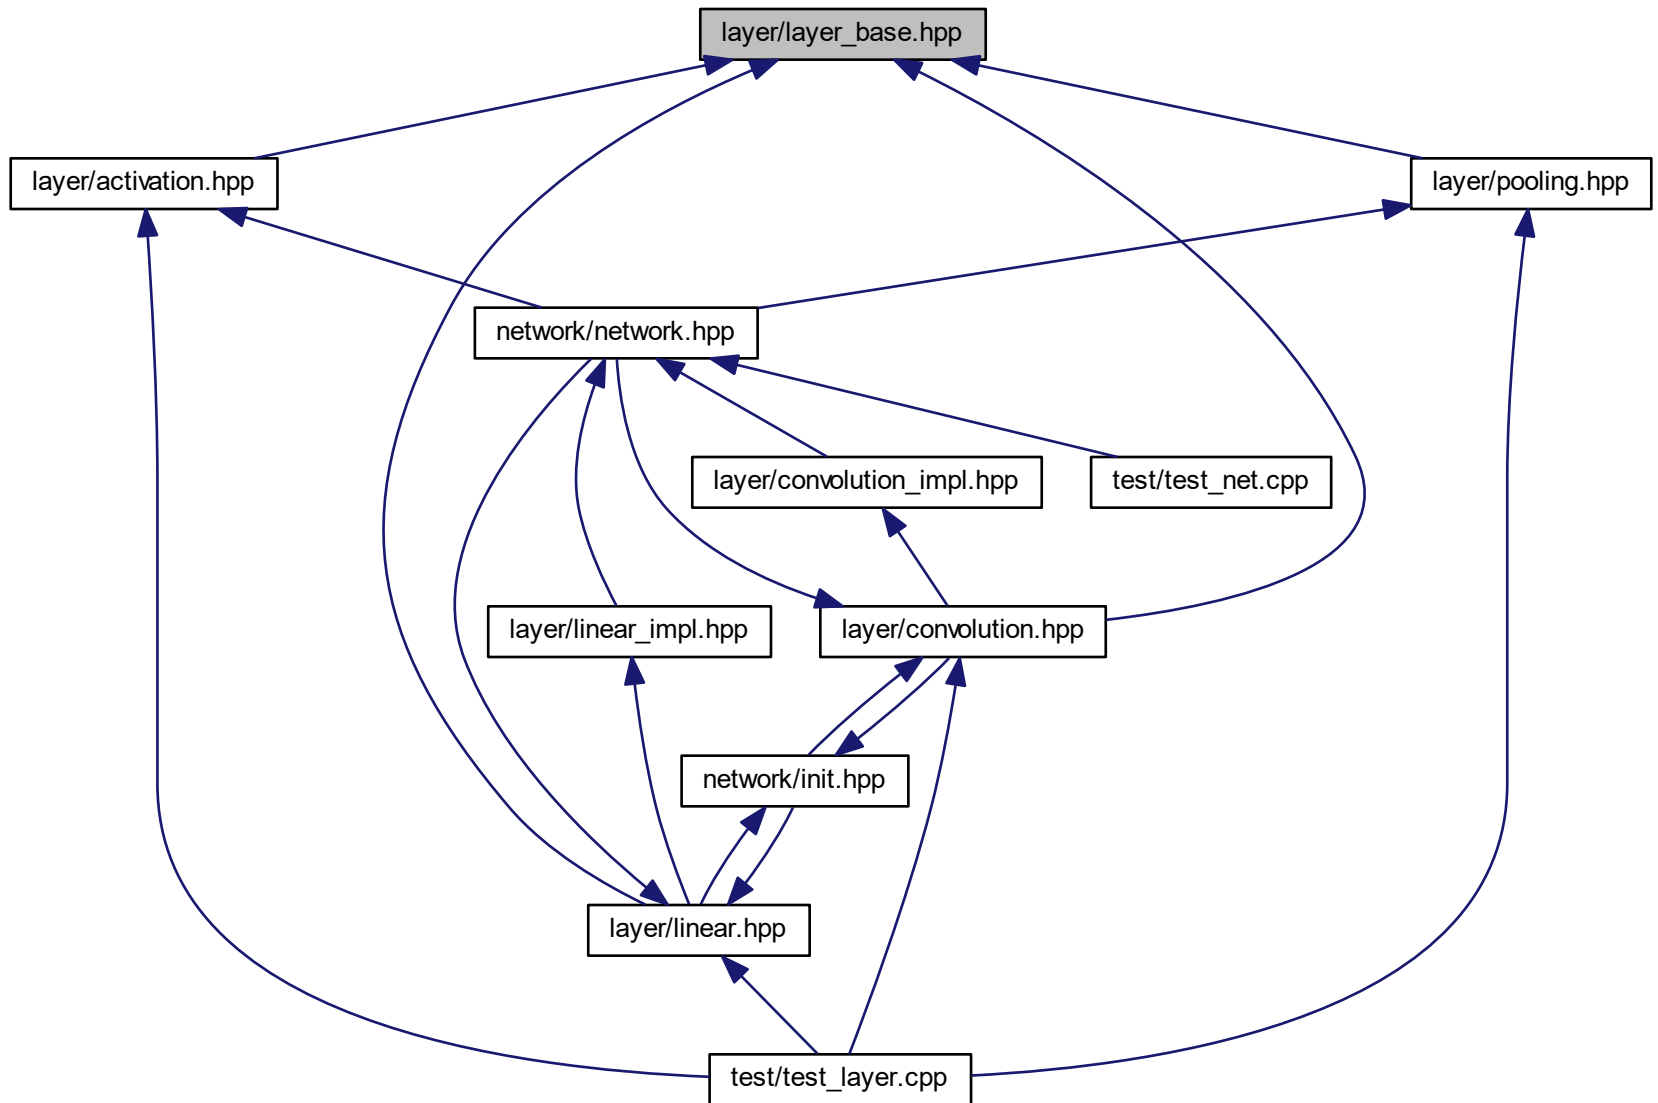 layer/layer_base.hpp
layer/activation.hpp
layer/pooling.hpp
network/network.hpp
layer/convolution_impl.hpp
test/test_net.cpp
layer/linear_impl.hpp
layer/convolution.hpp
network/init.hpp
layer/linear.hpp
test/test_layer.cpp